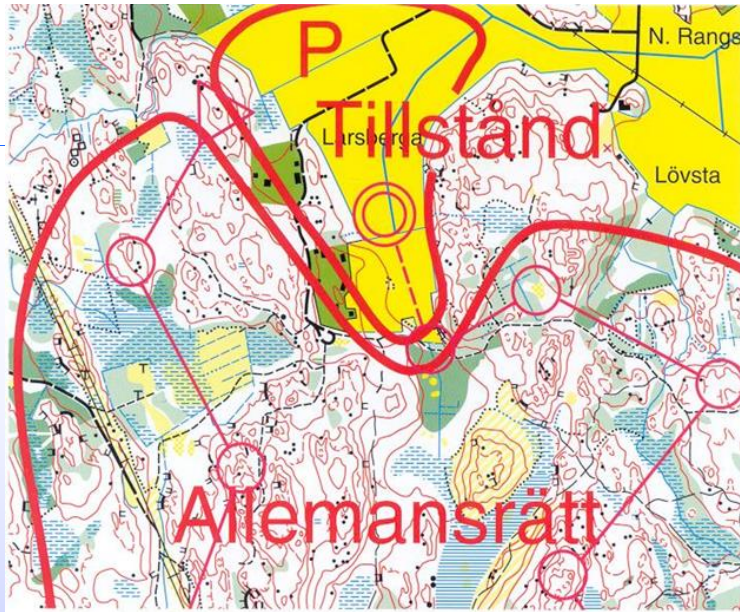 P
N. Rangs
Larsberga
Tillstånd
Lövsta
Allemansrätt